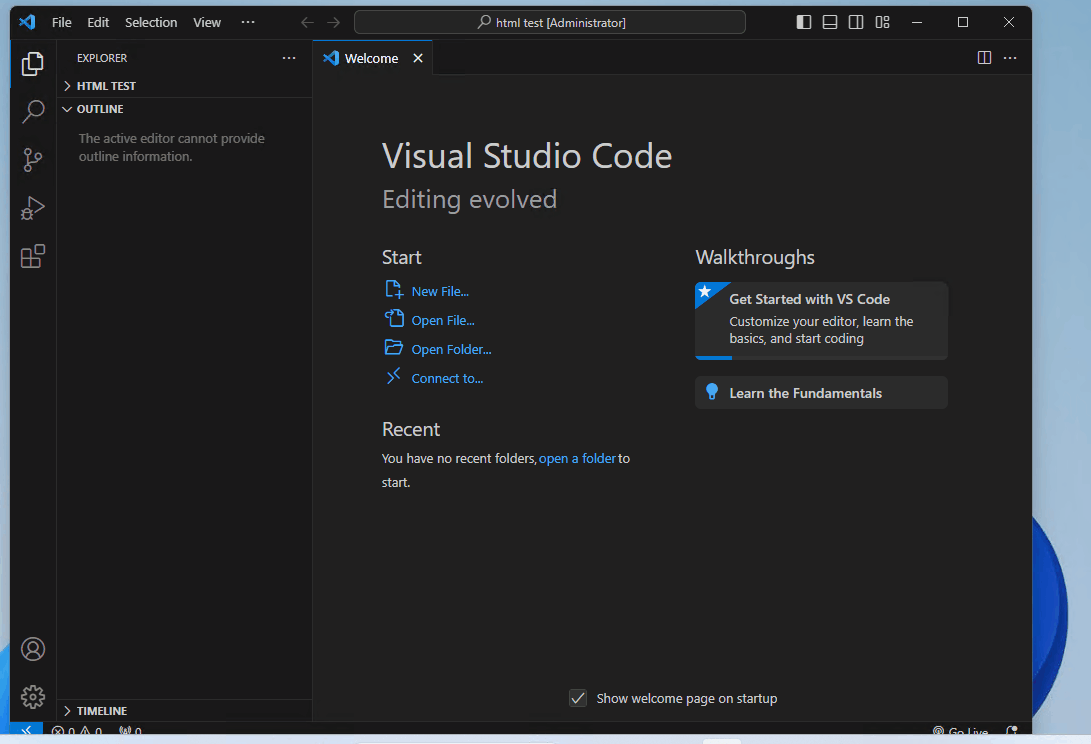 File Edit Selection View ··· html test [Administrator]
EXPLORER ···
Welcome
HTML TEST
OUTLINE
The active editor cannot provide
outline information.
Visual Studio Code
Editing evolved
Start
New File...
Open File...
Open Folder...
Connect to...
Recent
You have no recent folders, open a folder to
start.
Walkthroughs
Get Started with VS Code
Customize your editor, learn the
basics, and start coding
Learn the Fundamentals
Show welcome page on startup
TIMELINE
0 0 0 Go Live